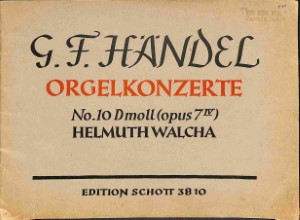 G. F. HÄNDEL
ORGELKONZERTE
No. 10 D moll (opus 7 IV)
HELMUTH WALCHA
EDITION SCHOTT 3810